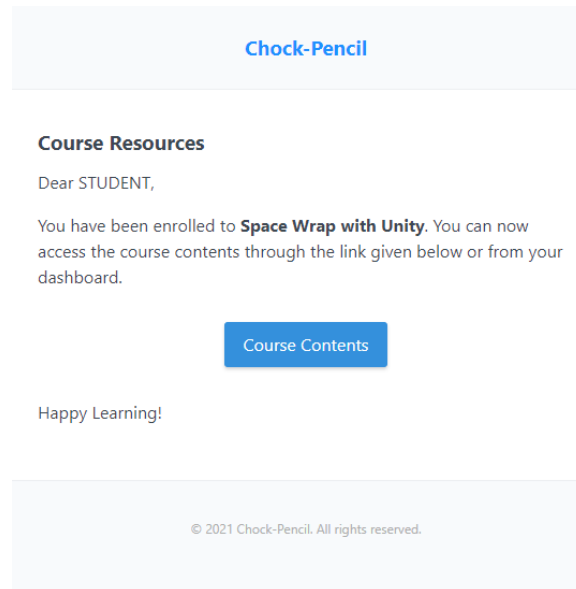 Chock-Pencil
Course Resources
Dear STUDENT,
You have been enrolled to Space Wrap with Unity. You can now
access the course contents through the link given below or from your
dashboard.
Course Contents
Happy Learning!
© 2021 Chock-Pencil. All rights reserved.